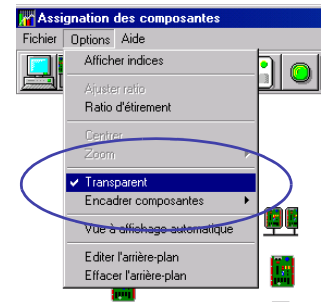 Assignation des composantes
Fichier Options Aide
Afficher indices
Ajuster ratio
Ratio d'étirement
Centrer
Zoom
Transparent
Encadrer composantes
Vue à affichage automatique
Editer l'arrière-plan
Effacer l'arrière-plan